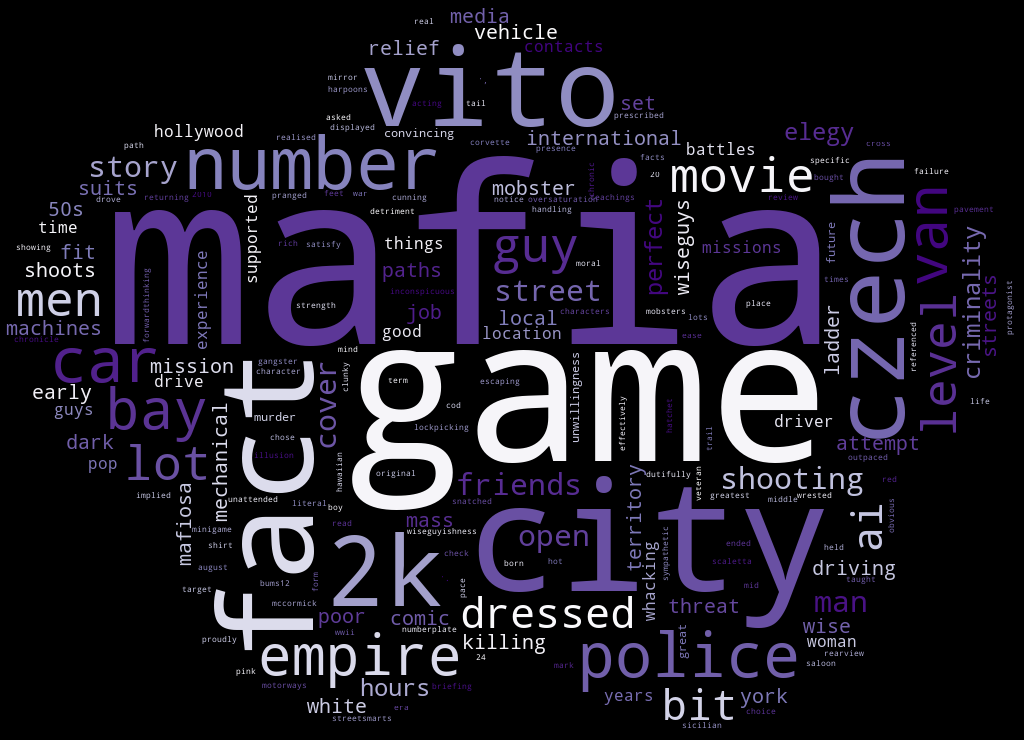 real
media
vehicle
relief
vito
contacts
mirror
harpoons
acting
tail
set
prescribed
hollywood
realised
asked
displayed
convincing
international
elegy
path
number
corvette
presence
battles
cross
story
facts
specific
movie
czech
suits
mobster
20
bought
failure
drove
returning
2010
pranged
feet
war
cunning
notice
oversaturation
teachings
chronic
review
level
van
50s
time
supported
mafia
detriment
handling
guy
perfect
wiseguys
missions
future
pavement
showing
fit
rich
satisfy
things
moral
criminality
streets
protagonist
shoots
experience
forwardthinking
paths
inconspicuous
street
characters
times
men
strength
job
local
mobsters
lots
place
referenced
machines
good
location
ease
ladder
chronicle
car
mission
gangster
character
mind
clunky
game
early
drive
fact
term
escaping
unwillingness
life
guys
bay
murder
cover
cod
effectively
hatchet
driver
dark
mechanical
chose
lockpicking
trail
attempt
pop
lot
illusion
hawaiian
original
outpaced
implied
unattended
literal
friends
city
dutifully
veteran
shooting
red
mafiosa
boy
snatched
territory
greatest
middle
wrested
ai
obvious
minigame
read
mass
wiseguyishness
open
sympathetic
shirt
2k
check
hot
whacking
ended
held
august
born
scaletta
taught
driving
target
bums12
form
pace
mid
mccormick
wwii
poor
comic
dressed
threat
man
proudly
numberplate
wise
empire
killing
police
great
woman
pink
24
mark
rearview
saloon
motorways
hours
briefing
years
york
white
era
bit
choice
streetsmarts
sicilian